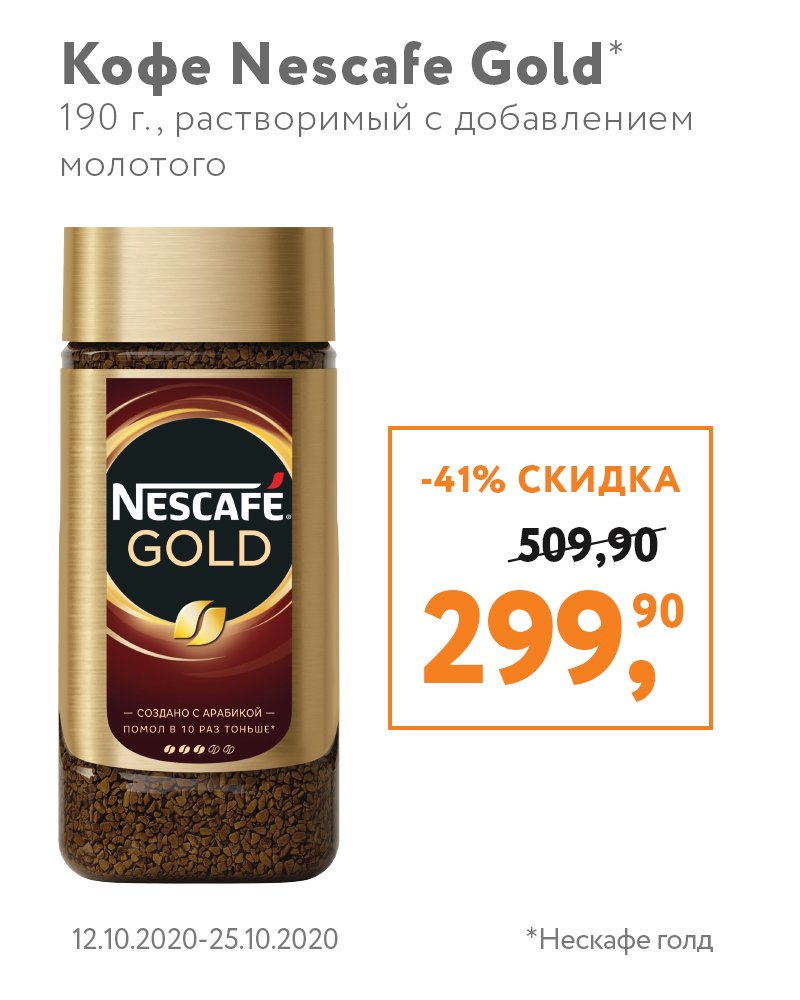 Кофе Nescafe Gold*
190 г., растворимый с добавлением
молотого
NESCAFÉ®
GOLD
— СОЗДАНО С АРАБИКОЙ —
ПОМОЛ В 10 РАЗ ТОНЬШЕ*
-41% СКИДКА
509,90
299,90
12.10.2020-25.10.2020
*Нескафе голд